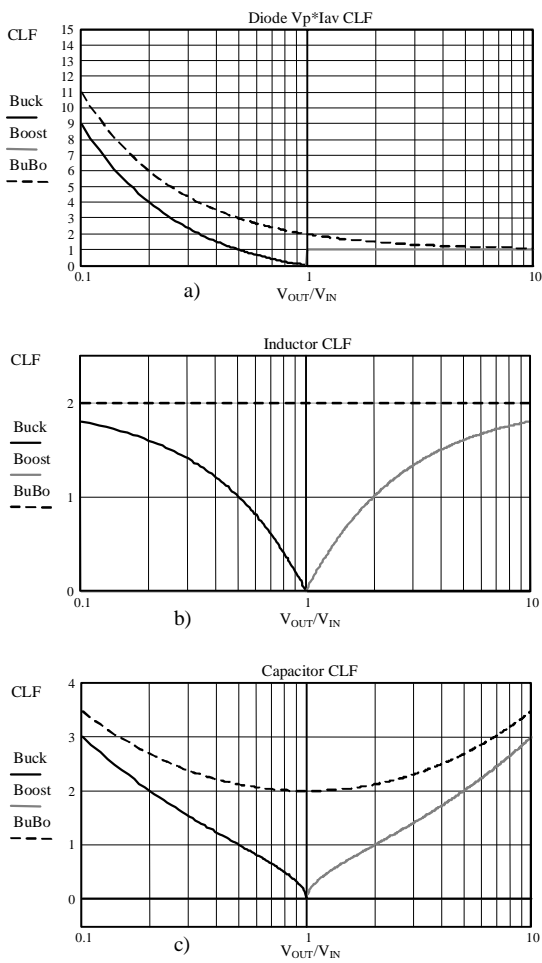 Diode Vp*Iav CLF
CLF
15
14
13
12
11
10
9
8
7
6
5
4
3
2
1
0
Buck
Boost
BuBo
0.1
1
10
a)
VOUT/VIN
Inductor CLF
CLF
2
1
0
Buck
Boost
BuBo
0.1
1
10
b)
VOUT/VIN
Capacitor CLF
CLF
4
3
2
1
0
Buck
Boost
BuBo
0.1
1
10
c)
VOUT/VIN